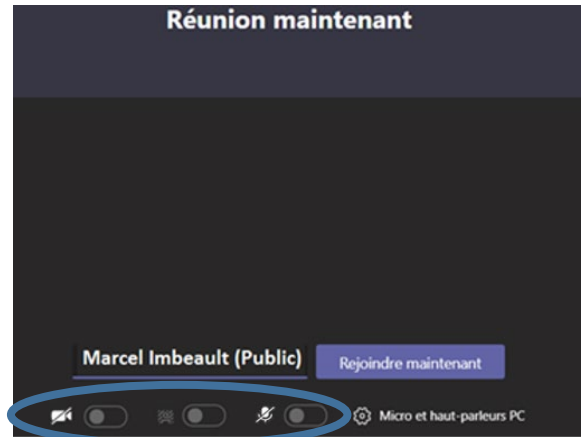 Réunion maintenant
Marcel Imbeault (Public)
Rejoindre maintenant
Micro et haut-parleurs PC